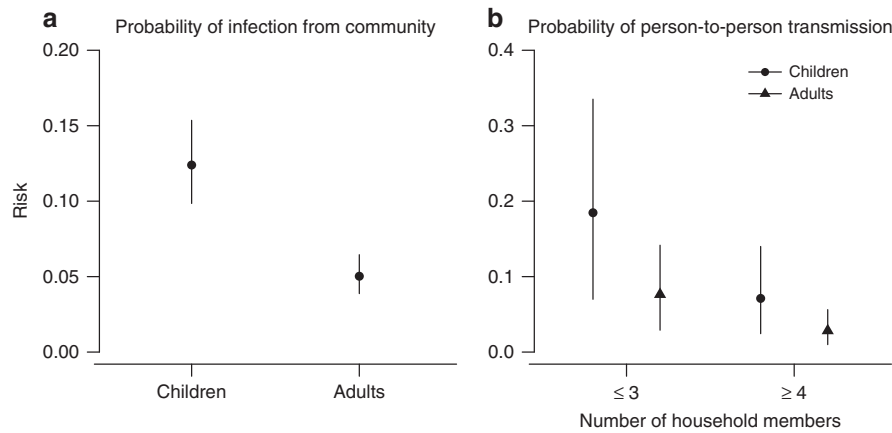 a
Probability of infection from community
0.20
0.15
0.10
0.05
0.00
Risk
Children
Adults
b
Probability of person-to-person transmission
0.4
0.3
0.2
0.1
0.0
Children
Adults
≤ 3
≥ 4
Number of household members